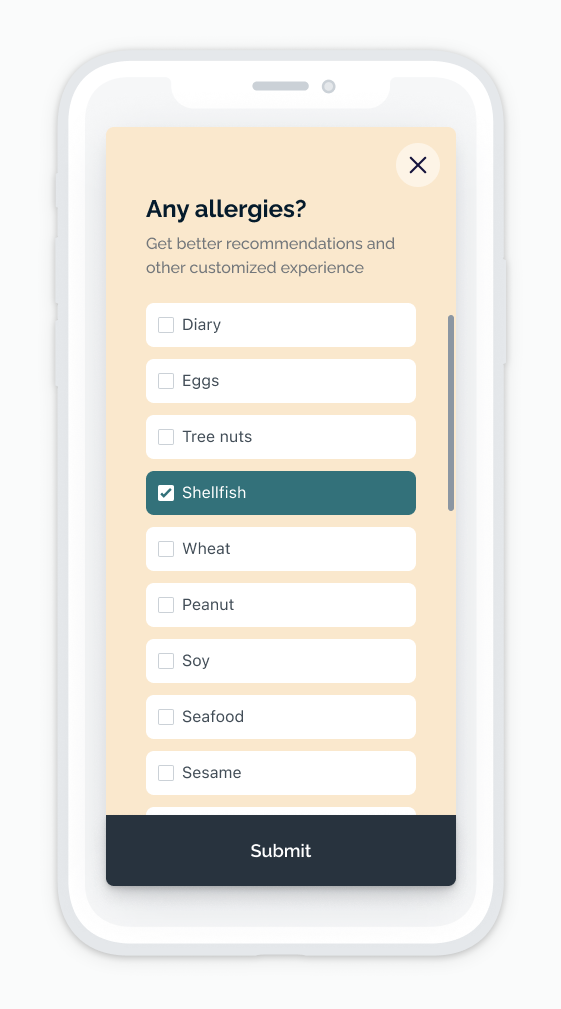 Any allergies?
Get better recommendations and
other customized experience
Diary
Eggs
Tree nuts
Shellfish
Wheat
Peanut
Soy
Seafood
Sesame
Submit